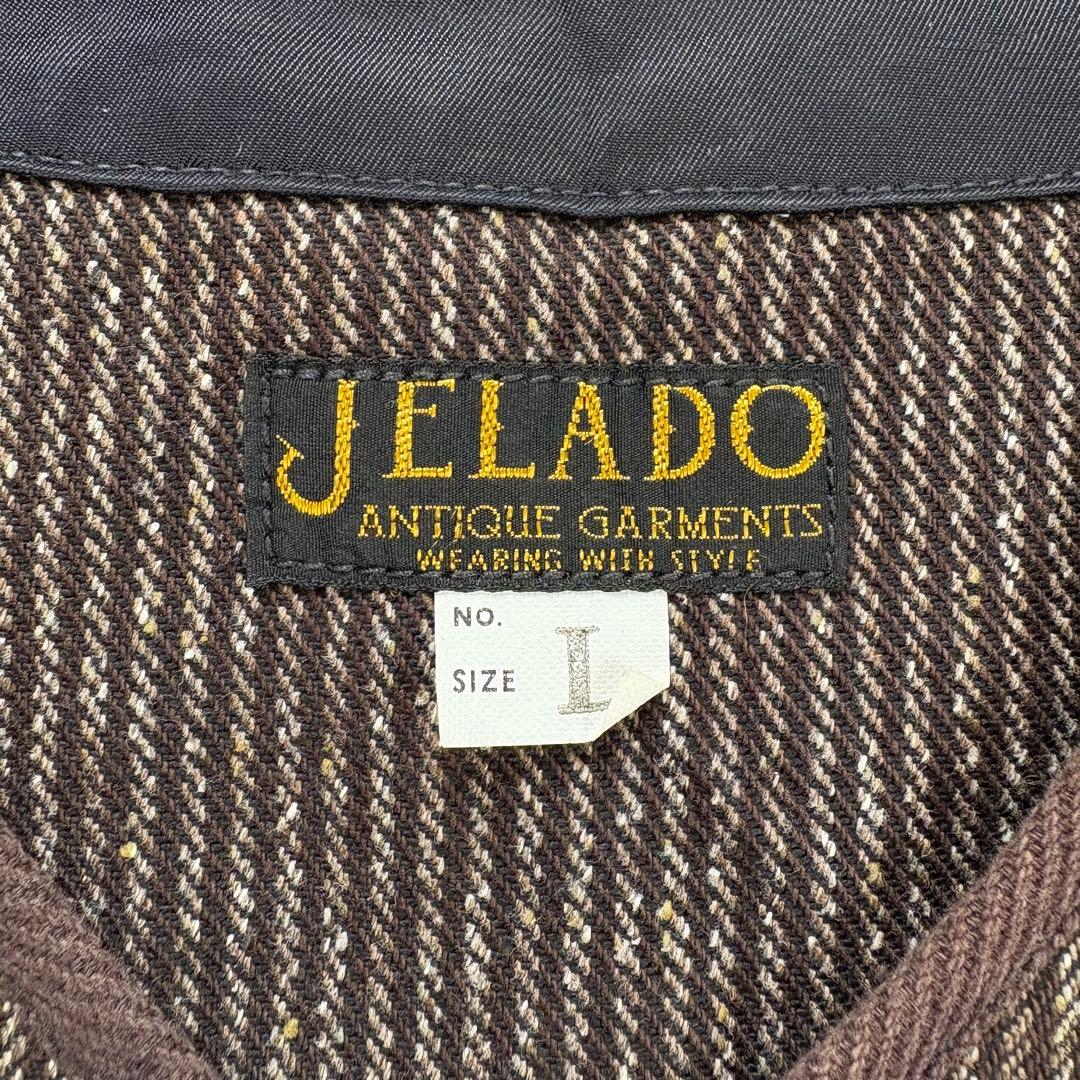 JELADO
ANTIQUE GARMENTS
WEARING WITH STYLE
NO.
SIZE L